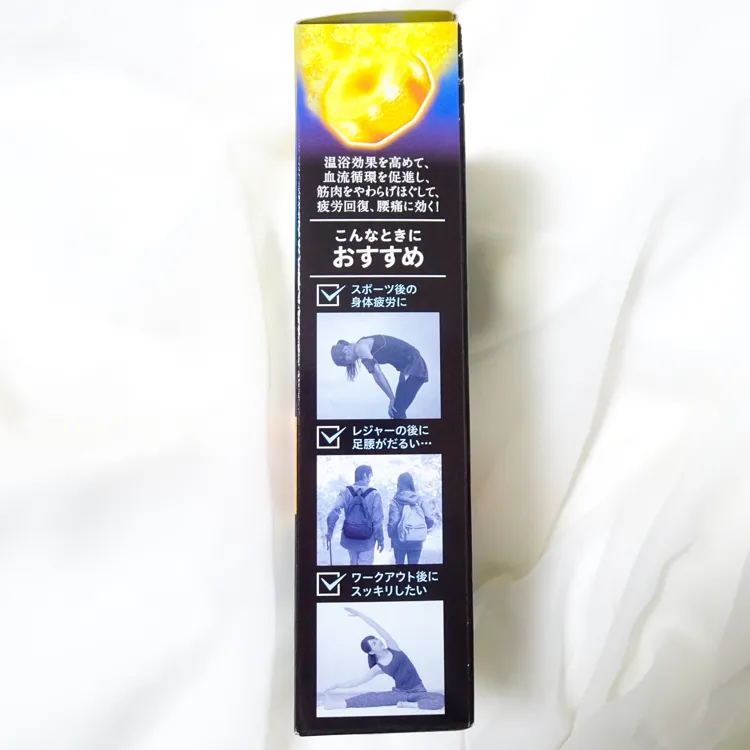 温浴効果を高めて、
血流循環を促進し、
筋肉をやわらげほぐして、
疲労回復、腰痛に効く!
こんなときに
おすすめ
スポーツ後の
身体疲労に
レジャーの後に
足腰がだるい…
ワークアウト後に
スッキリしたい